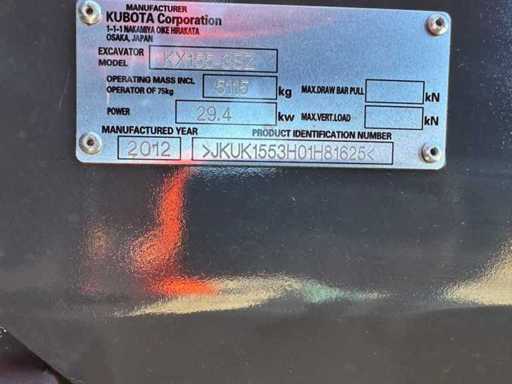 MANUFACTURER
KUBOTA Corporation
1-1-1 NAKAMIYA OIKE HIRAKATA
OSAKA, JAPAN
EXCAVATOR
MODEL KX155-3SZ
OPERATING MASS INCL
OPERATOR OF 75kg 5115 kg MAX.DRAW BAR PULL kN
POWER 29.4 kw MAX.VERT.LOAD kN
MANUFACTURED YEAR PRODUCT IDENTIFICATION NUMBER
2012 >JKUK1553H01H81625<